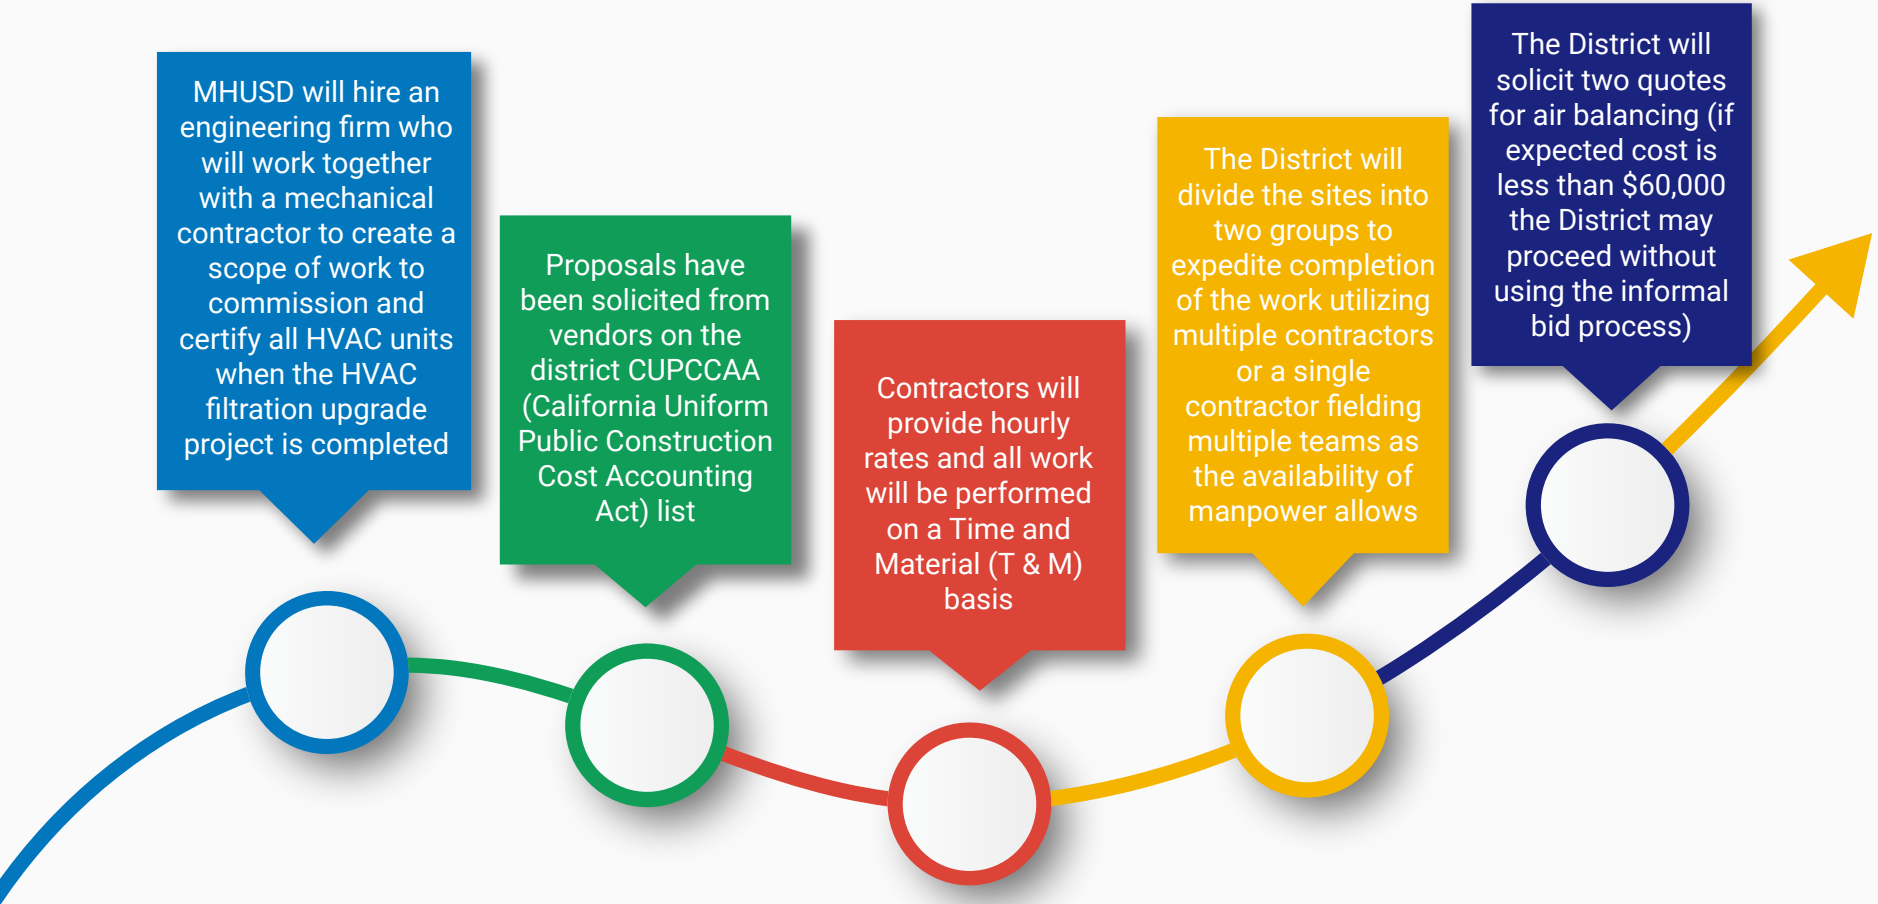 MHUSD will hire an
engineering firm who
will work together
with a mechanical
contractor to create a
scope of work to
commission and
certify all HVAC units
when the HVAC
filtration upgrade
project is completed
Proposals have
been solicited from
vendors on the
district CUPCCAA
(California Uniform
Public Construction
Cost Accounting
Act) list
Contractors will
provide hourly
rates and all work
will be performed
on a Time and
Material (T & M)
basis
The District will
divide the sites into
two groups to
expedite completion
of the work utilizing
multiple contractors
or a single
contractor fielding
multiple teams as
the availability of
manpower allows
The District will
solicit two quotes
for air balancing (if
expected cost is
less than $60,000
the District may
proceed without
using the informal
bid process)